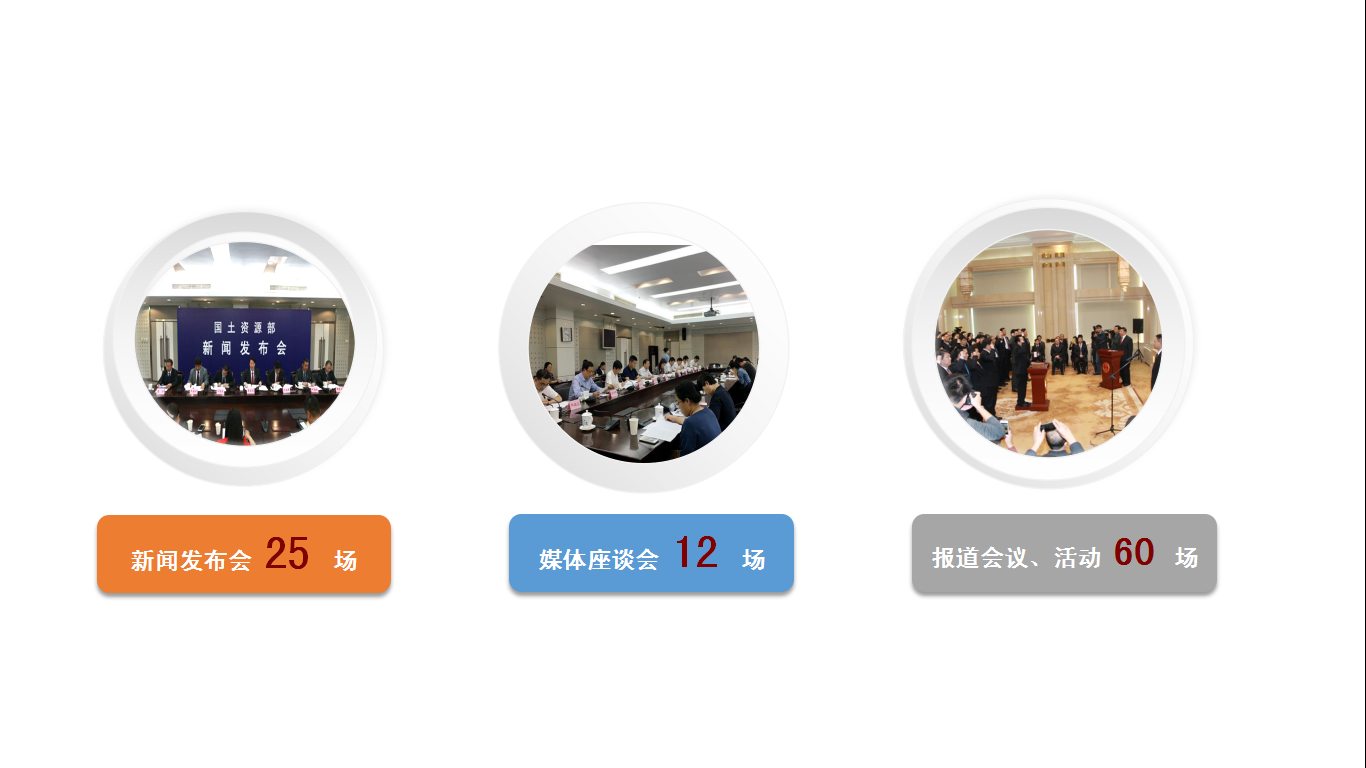 国土资源部
新闻发布会
新闻发布会 25 场
媒体座谈会 12 场
报道会议、活动 60 场